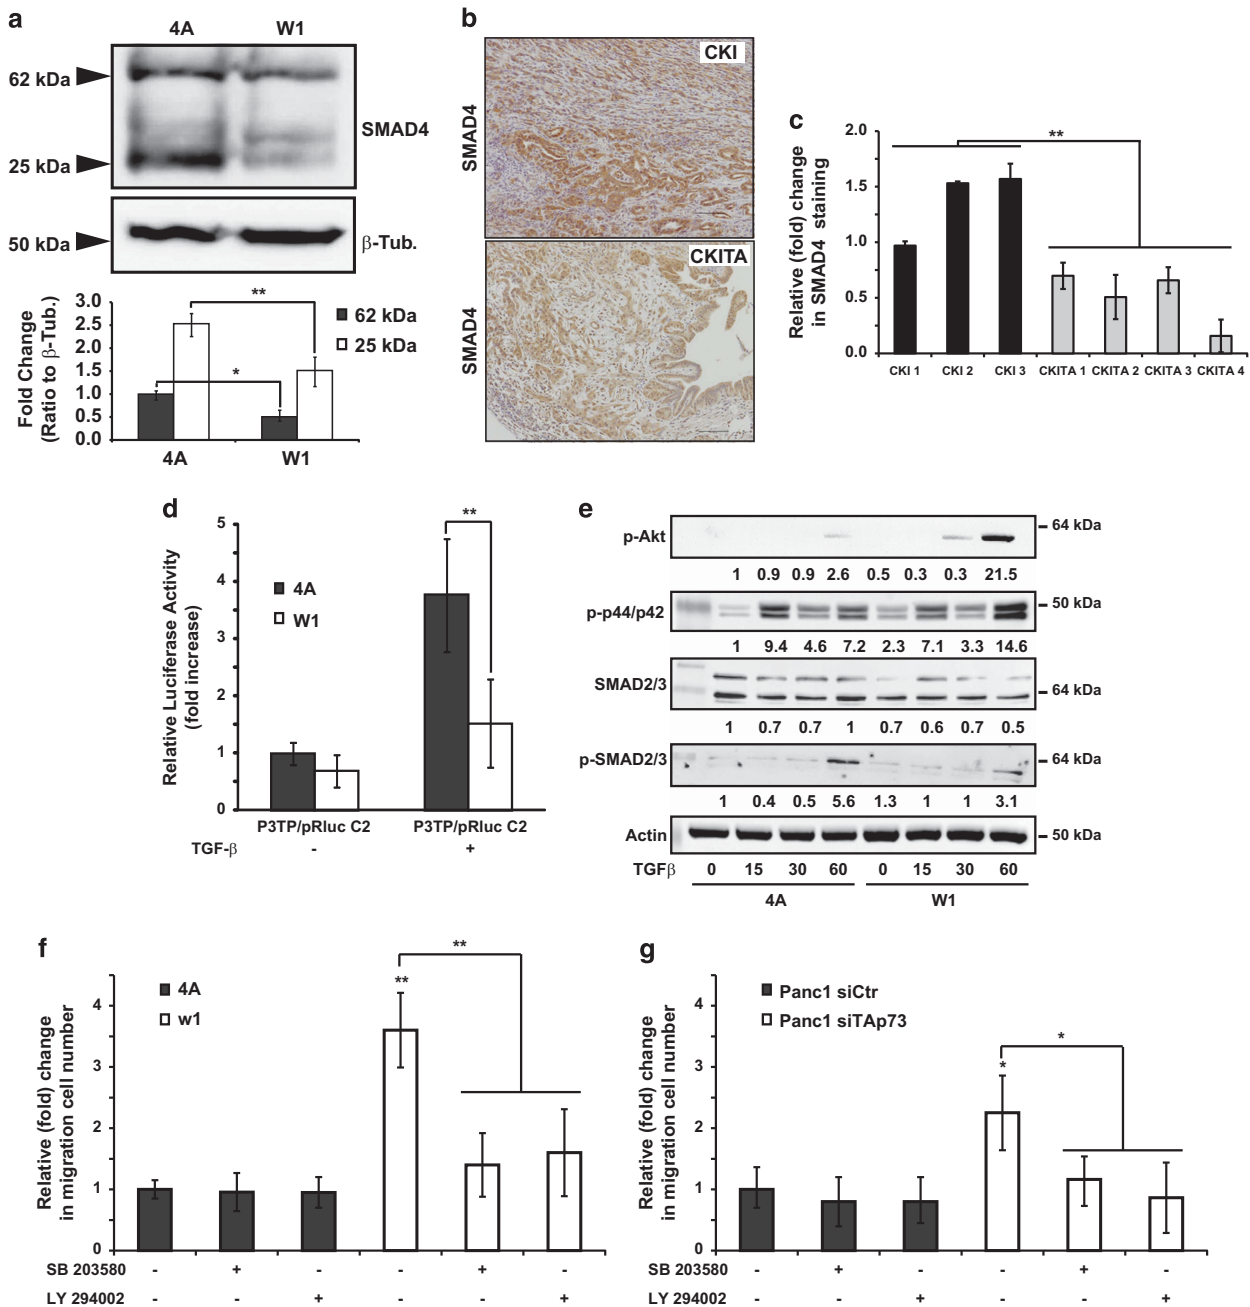 a
4A W1
62 kDa
25 kDa
SMAD4
50 kDa
β-Tub.
Fold Change
(Ratio to β-Tub.)
3.0
2.5
2.0
1.5
1.0
0.5
0.0
**
*
62 kDa
25 kDa
4A W1
b
SMAD4
CKI
SMAD4
CKITA
c
Relative (fold) change
in SMAD4 staining
2.0
1.5
1.0
0.5
0.0
**
CKI 1 CKI 2 CKI 3 CKITA 1 CKITA 2 CKITA 3 CKITA 4
d
Relative Luciferase Activity
(fold increase)
5
4
3
2
1
0
4A
W1
**
P3TP/pRluc C2 P3TP/pRluc C2
TGF-β - +
e
p-Akt
64 kDa
1 0.9 0.9 2.6 0.5 0.3 0.3 21.5
p-p44/p42
50 kDa
1 9.4 4.6 7.2 2.3 7.1 3.3 14.6
SMAD2/3
64 kDa
1 0.7 0.7 1 0.7 0.6 0.7 0.5
p-SMAD2/3
64 kDa
1 0.4 0.5 5.6 1.3 1 1 3.1
Actin
50 kDa
TGFβ 0 15 30 60 0 15 30 60
4A W1
f
Relative (fold) change
in migration cell number
4
3
2
1
0
4A
w1
**
**
SB 203580 - + - - + -
LY 294002 - - + - - +
g
Relative (fold) change
in migration cell number
4
3
2
1
0
Panc1 siCtr
Panc1 siTAp73
*
*
SB 203580 - + - - + -
LY 294002 - - + - - +